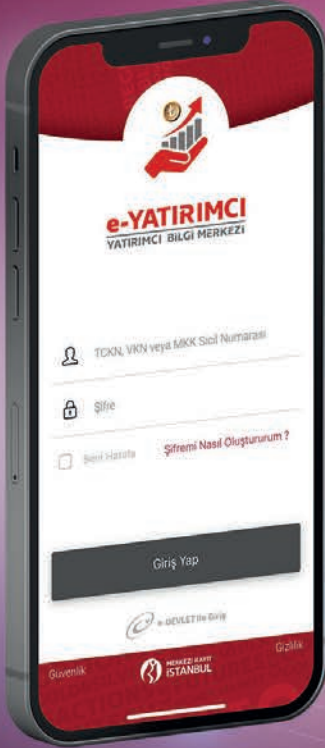 e-YATIRIMCI
YATIRIMCI BİLGİ MERKEZİ
TCKN, VKN veya MKK Sicil Numarası
Şifre
Beni Hatırla
Şifremi Nasıl Oluştururum ?
Giriş Yap
e-DEVLET ile Giriş
Güvenlik
MERKEZİ KAYIT
İSTANBUL
Gizlilik